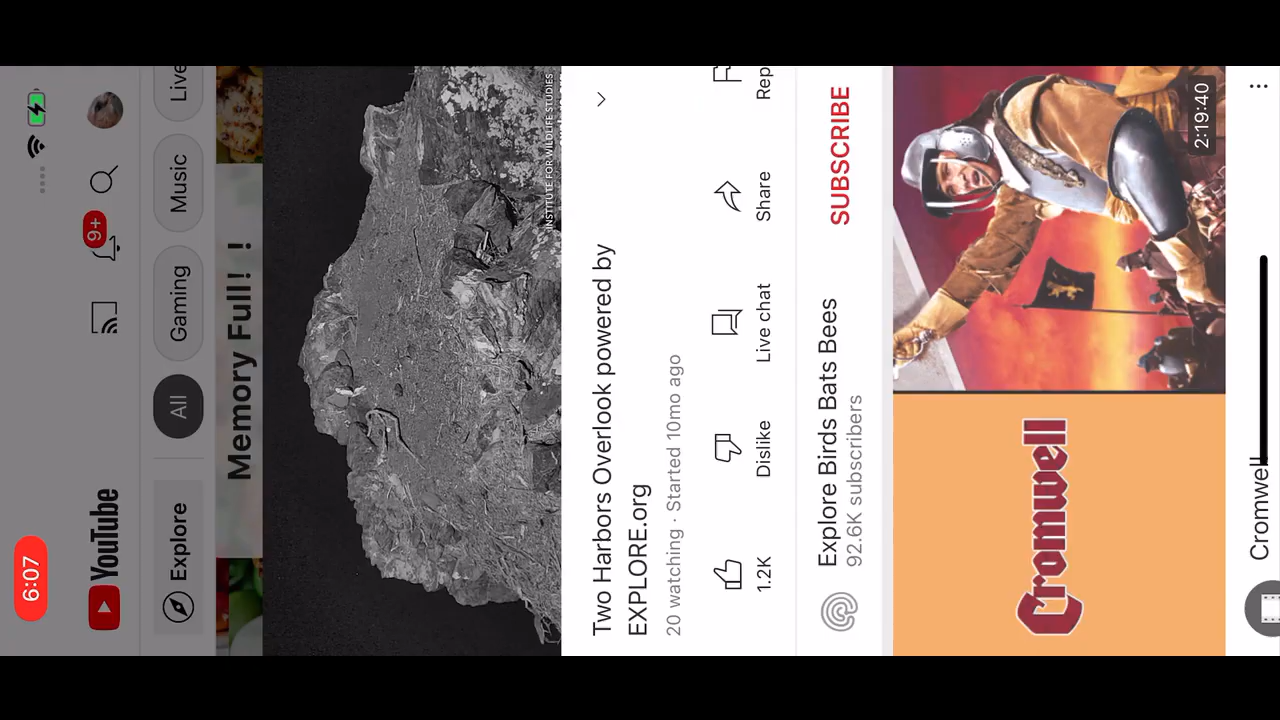 6:07
YouTube
9+
Explore
All
Gaming
Music
Live
Memory Full! !
INSTITUTE FOR WILDLIFE STUDIES
Two Harbors Overlook powered by
EXPLORE.org
20 watching · Started 10mo ago
1.2K
Dislike
Live chat
Share
Rep
Explore Birds Bats Bees
92.6K subscribers
SUBSCRIBE
Cromwell
2:19:40
Cromwell